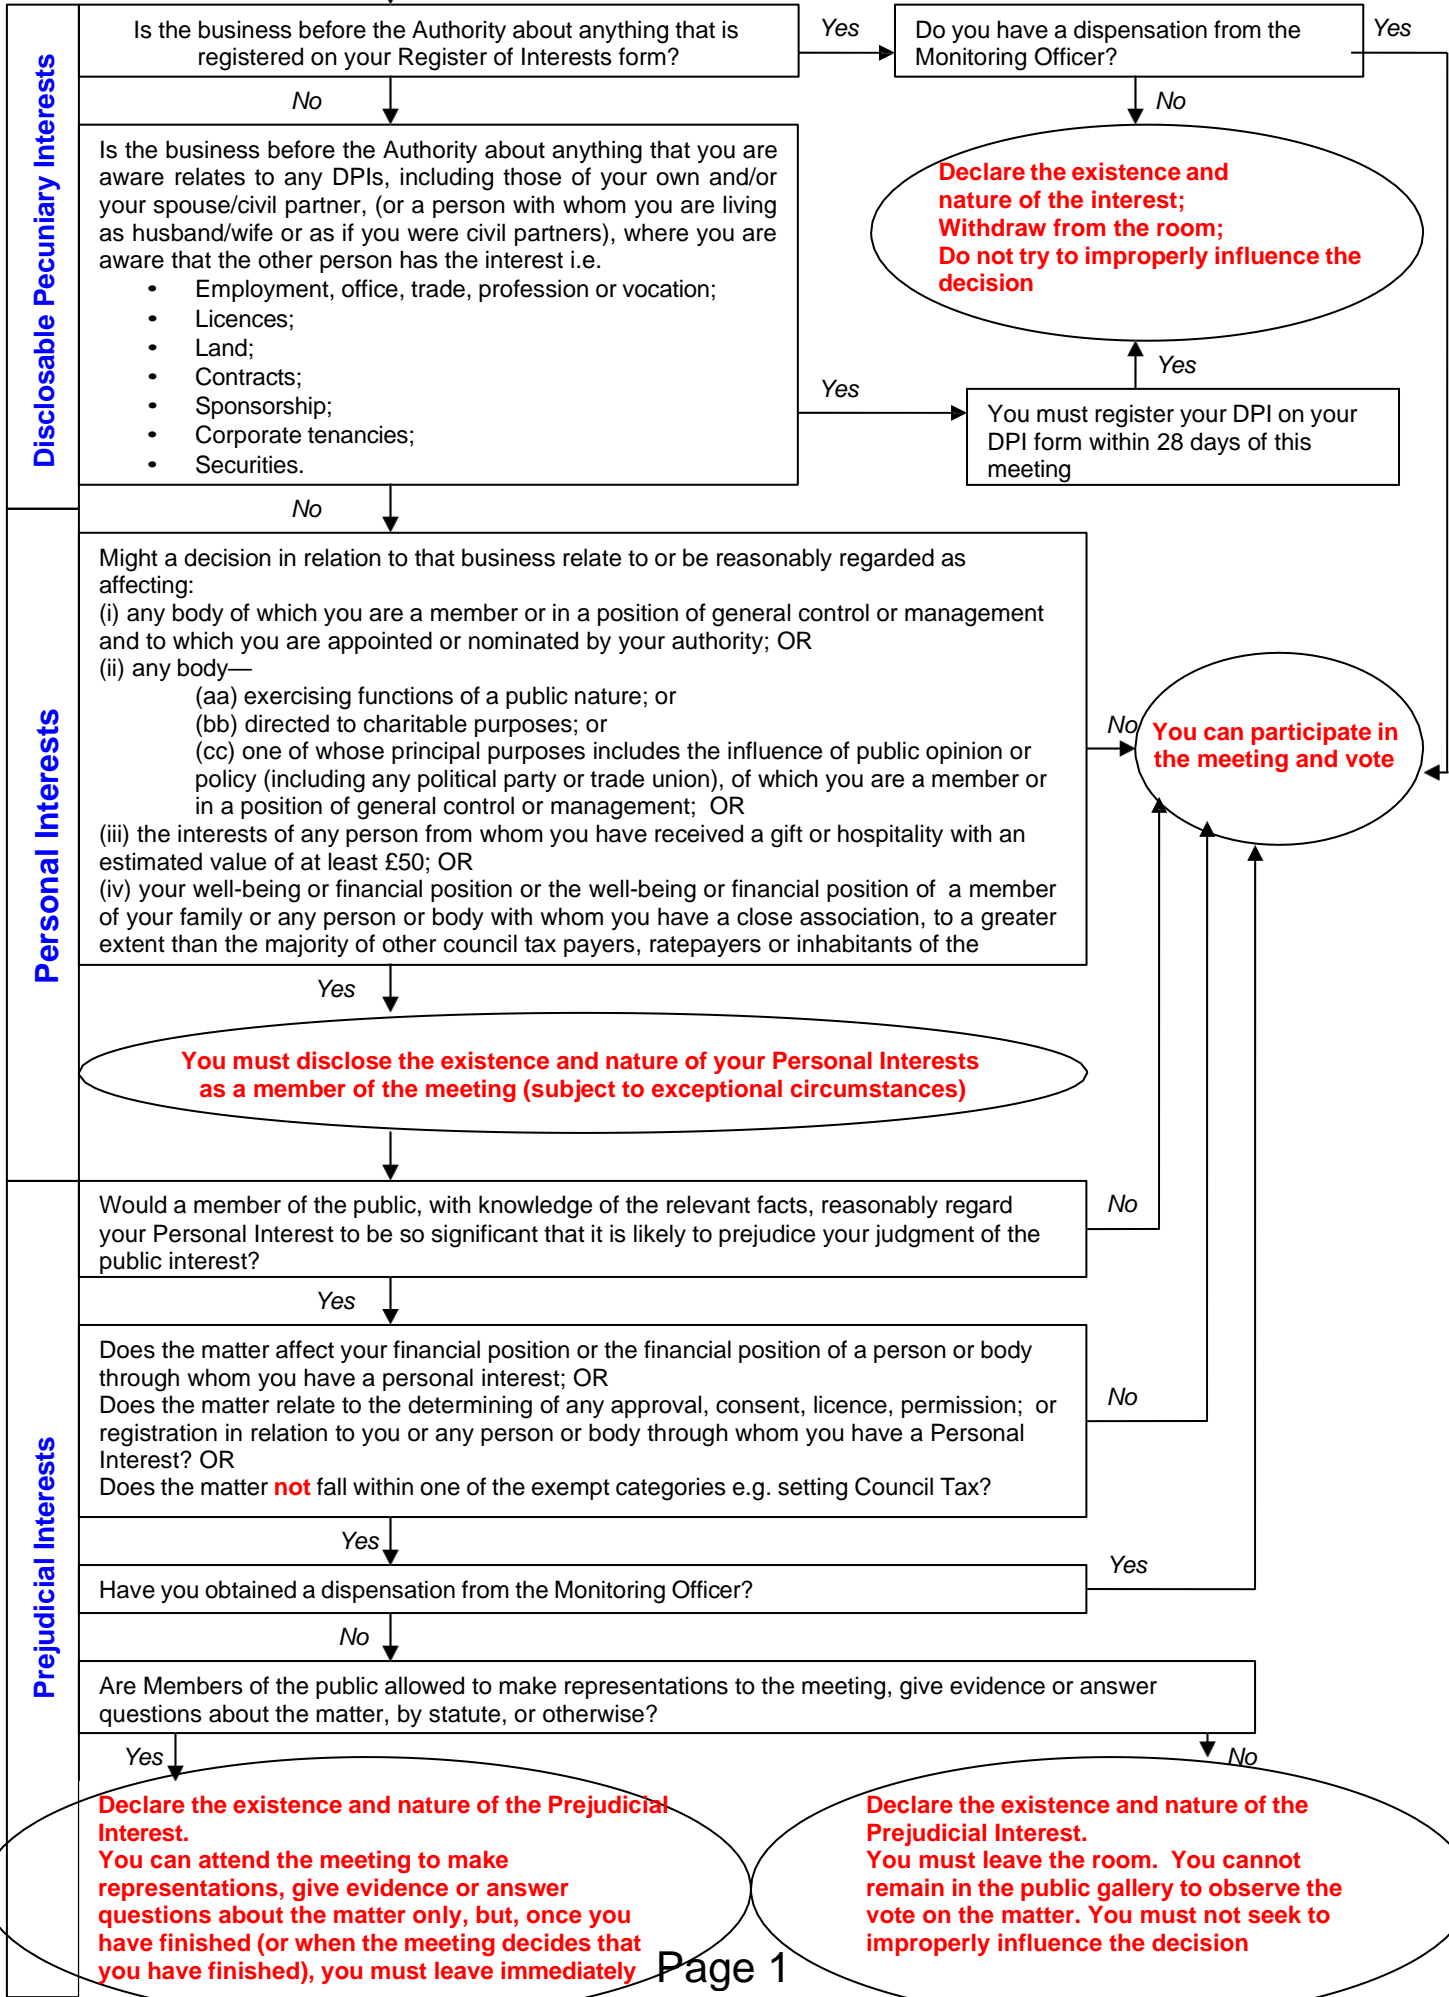 Disclosable Pecuniary Interests
Is the business before the Authority about anything that is
registered on your Register of Interests form?
Yes
Do you have a dispensation from the
Monitoring Officer?
Yes
No
No
Declare the existence and
nature of the interest;
Withdraw from the room;
Do not try to improperly influence the
decision
Is the business before the Authority about anything that you are
aware relates to any DPIs, including those of your own and/or
your spouse/civil partner, (or a person with whom you are living
as husband/wife or as if you were civil partners), where you are
aware that the other person has the interest i.e.
• Employment, office, trade, profession or vocation;
• Licences;
• Land;
• Contracts;
• Sponsorship;
• Corporate tenancies;
• Securities.
Yes
Yes
You must register your DPI on your
DPI form within 28 days of this
meeting
No
Personal Interests
Might a decision in relation to that business relate to or be reasonably regarded as
affecting:
(i) any body of which you are a member or in a position of general control or management
and to which you are appointed or nominated by your authority; OR
(ii) any body—
(aa) exercising functions of a public nature; or
(bb) directed to charitable purposes; or
(cc) one of whose principal purposes includes the influence of public opinion or
policy (including any political party or trade union), of which you are a member or
in a position of general control or management; OR
(iii) the interests of any person from whom you have received a gift or hospitality with an
estimated value of at least £50; OR
(iv) your well-being or financial position or the well-being or financial position of a member
of your family or any person or body with whom you have a close association, to a greater
extent than the majority of other council tax payers, ratepayers or inhabitants of the
No
You can participate in
the meeting and vote
Yes
You must disclose the existence and nature of your Personal Interests
as a member of the meeting (subject to exceptional circumstances)
Prejudicial Interests
Would a member of the public, with knowledge of the relevant facts, reasonably regard
your Personal Interest to be so significant that it is likely to prejudice your judgment of the
public interest?
No
Yes
Does the matter affect your financial position or the financial position of a person or body
through whom you have a personal interest; OR
Does the matter relate to the determining of any approval, consent, licence, permission; or
registration in relation to you or any person or body through whom you have a Personal
Interest? OR
Does the matter not fall within one of the exempt categories e.g. setting Council Tax?
No
Yes
Have you obtained a dispensation from the Monitoring Officer?
Yes
No
Are Members of the public allowed to make representations to the meeting, give evidence or answer
questions about the matter, by statute, or otherwise?
Yes
No
Declare the existence and nature of the Prejudicial
Interest.
You can attend the meeting to make
representations, give evidence or answer
questions about the matter only, but, once you
have finished (or when the meeting decides that
you have finished), you must leave immediately
Declare the existence and nature of the
Prejudicial Interest.
You must leave the room. You cannot
remain in the public gallery to observe the
vote on the matter. You must not seek to
improperly influence the decision
Page 1